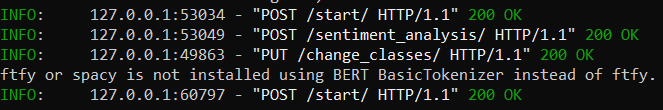 INFO:     127.0.0.1:53034 - "POST /start/ HTTP/1.1" 200 OK
INFO:     127.0.0.1:53049 - "POST /sentiment_analysis/ HTTP/1.1" 200 OK
INFO:     127.0.0.1:49863 - "PUT /change_classes/ HTTP/1.1" 200 OK
ftfy or spacy is not installed using BERT BasicTokenizer instead of ftfy.
INFO:     127.0.0.1:60797 - "POST /start/ HTTP/1.1" 200 OK